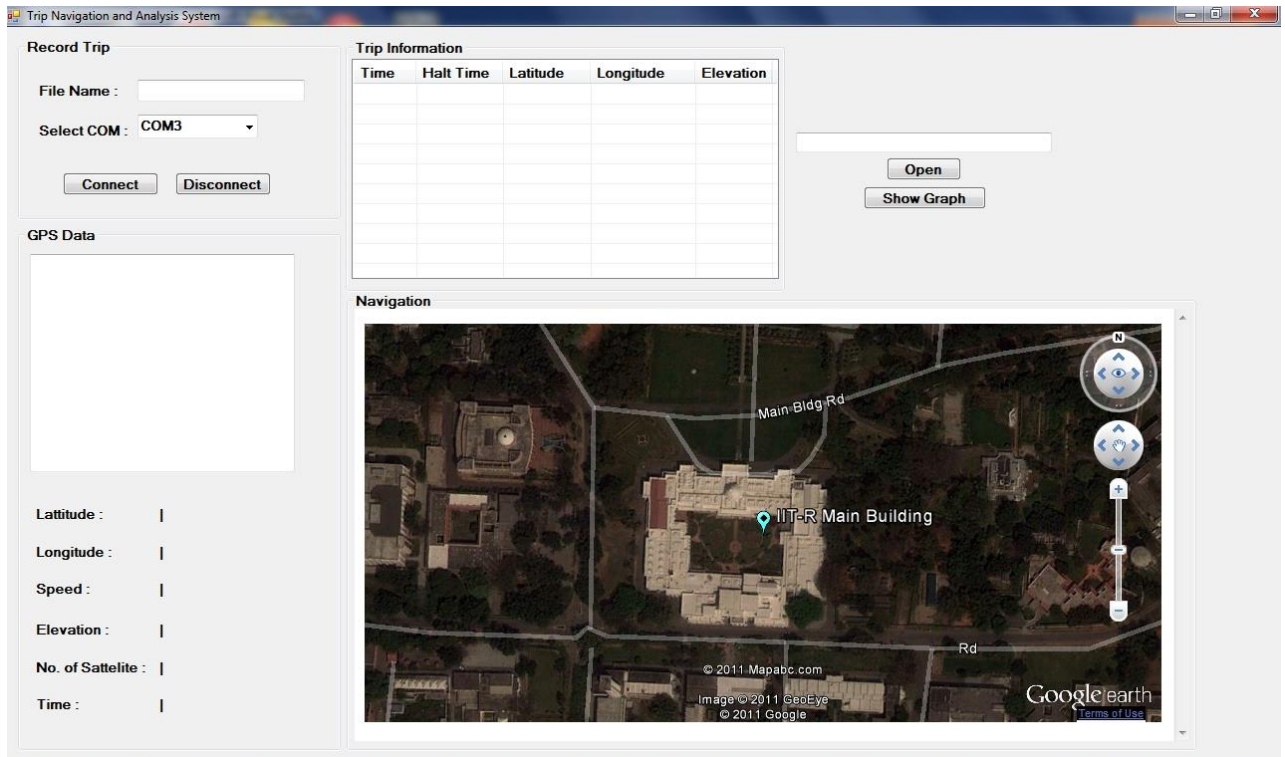 Trip Navigation and Analysis System
Record Trip
File Name :
Select COM : COM3
Connect Disconnect
GPS Data
Lattitude : |
Longitude : |
Speed : |
Elevation : |
No. of Sattelite : |
Time : |
Trip Information
Time Halt Time Latitude Longitude Elevation
Open
Show Graph
Navigation
N
Main Bldg Rd
IIT-R Main Building
Rd
© 2011 Mapabc.com
Image © 2011 GeoEye
© 2011 Google
Google earth
Terms of Use